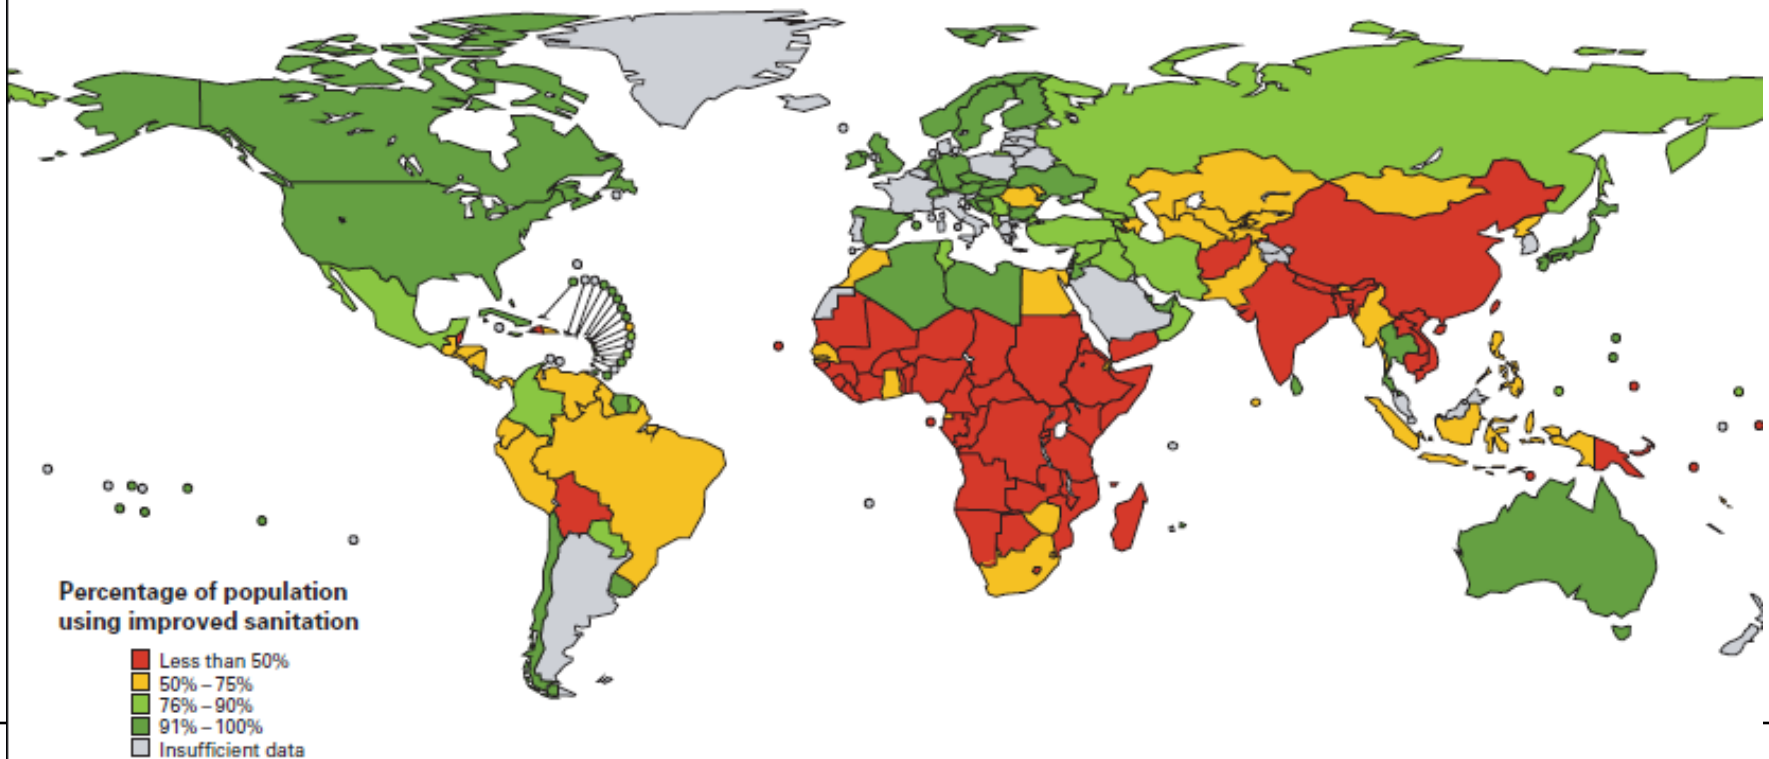 Percentage of population
using improved sanitation
Less than 50%
50% – 75%
76% – 90%
91% – 100%
Insufficient data